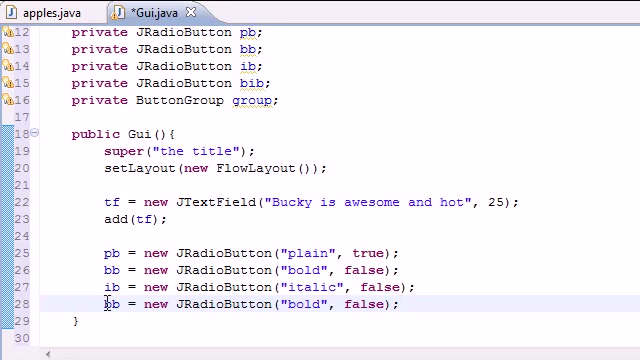 apples.java *Gui.java
12 private JRadioButton pb;
13 private JRadioButton bb;
14 private JRadioButton ib;
15 private JRadioButton bib;
16 private ButtonGroup group;
17
18 public Gui(){
19 super("the title");
20 setLayout(new FlowLayout());
21
22 tf = new JTextField("Bucky is awesome and hot", 25);
23 add(tf);
24
25 pb = new JRadioButton("plain", true);
26 bb = new JRadioButton("bold", false);
27 ib = new JRadioButton("italic", false);
28 bb = new JRadioButton("bold", false);
29 }
30